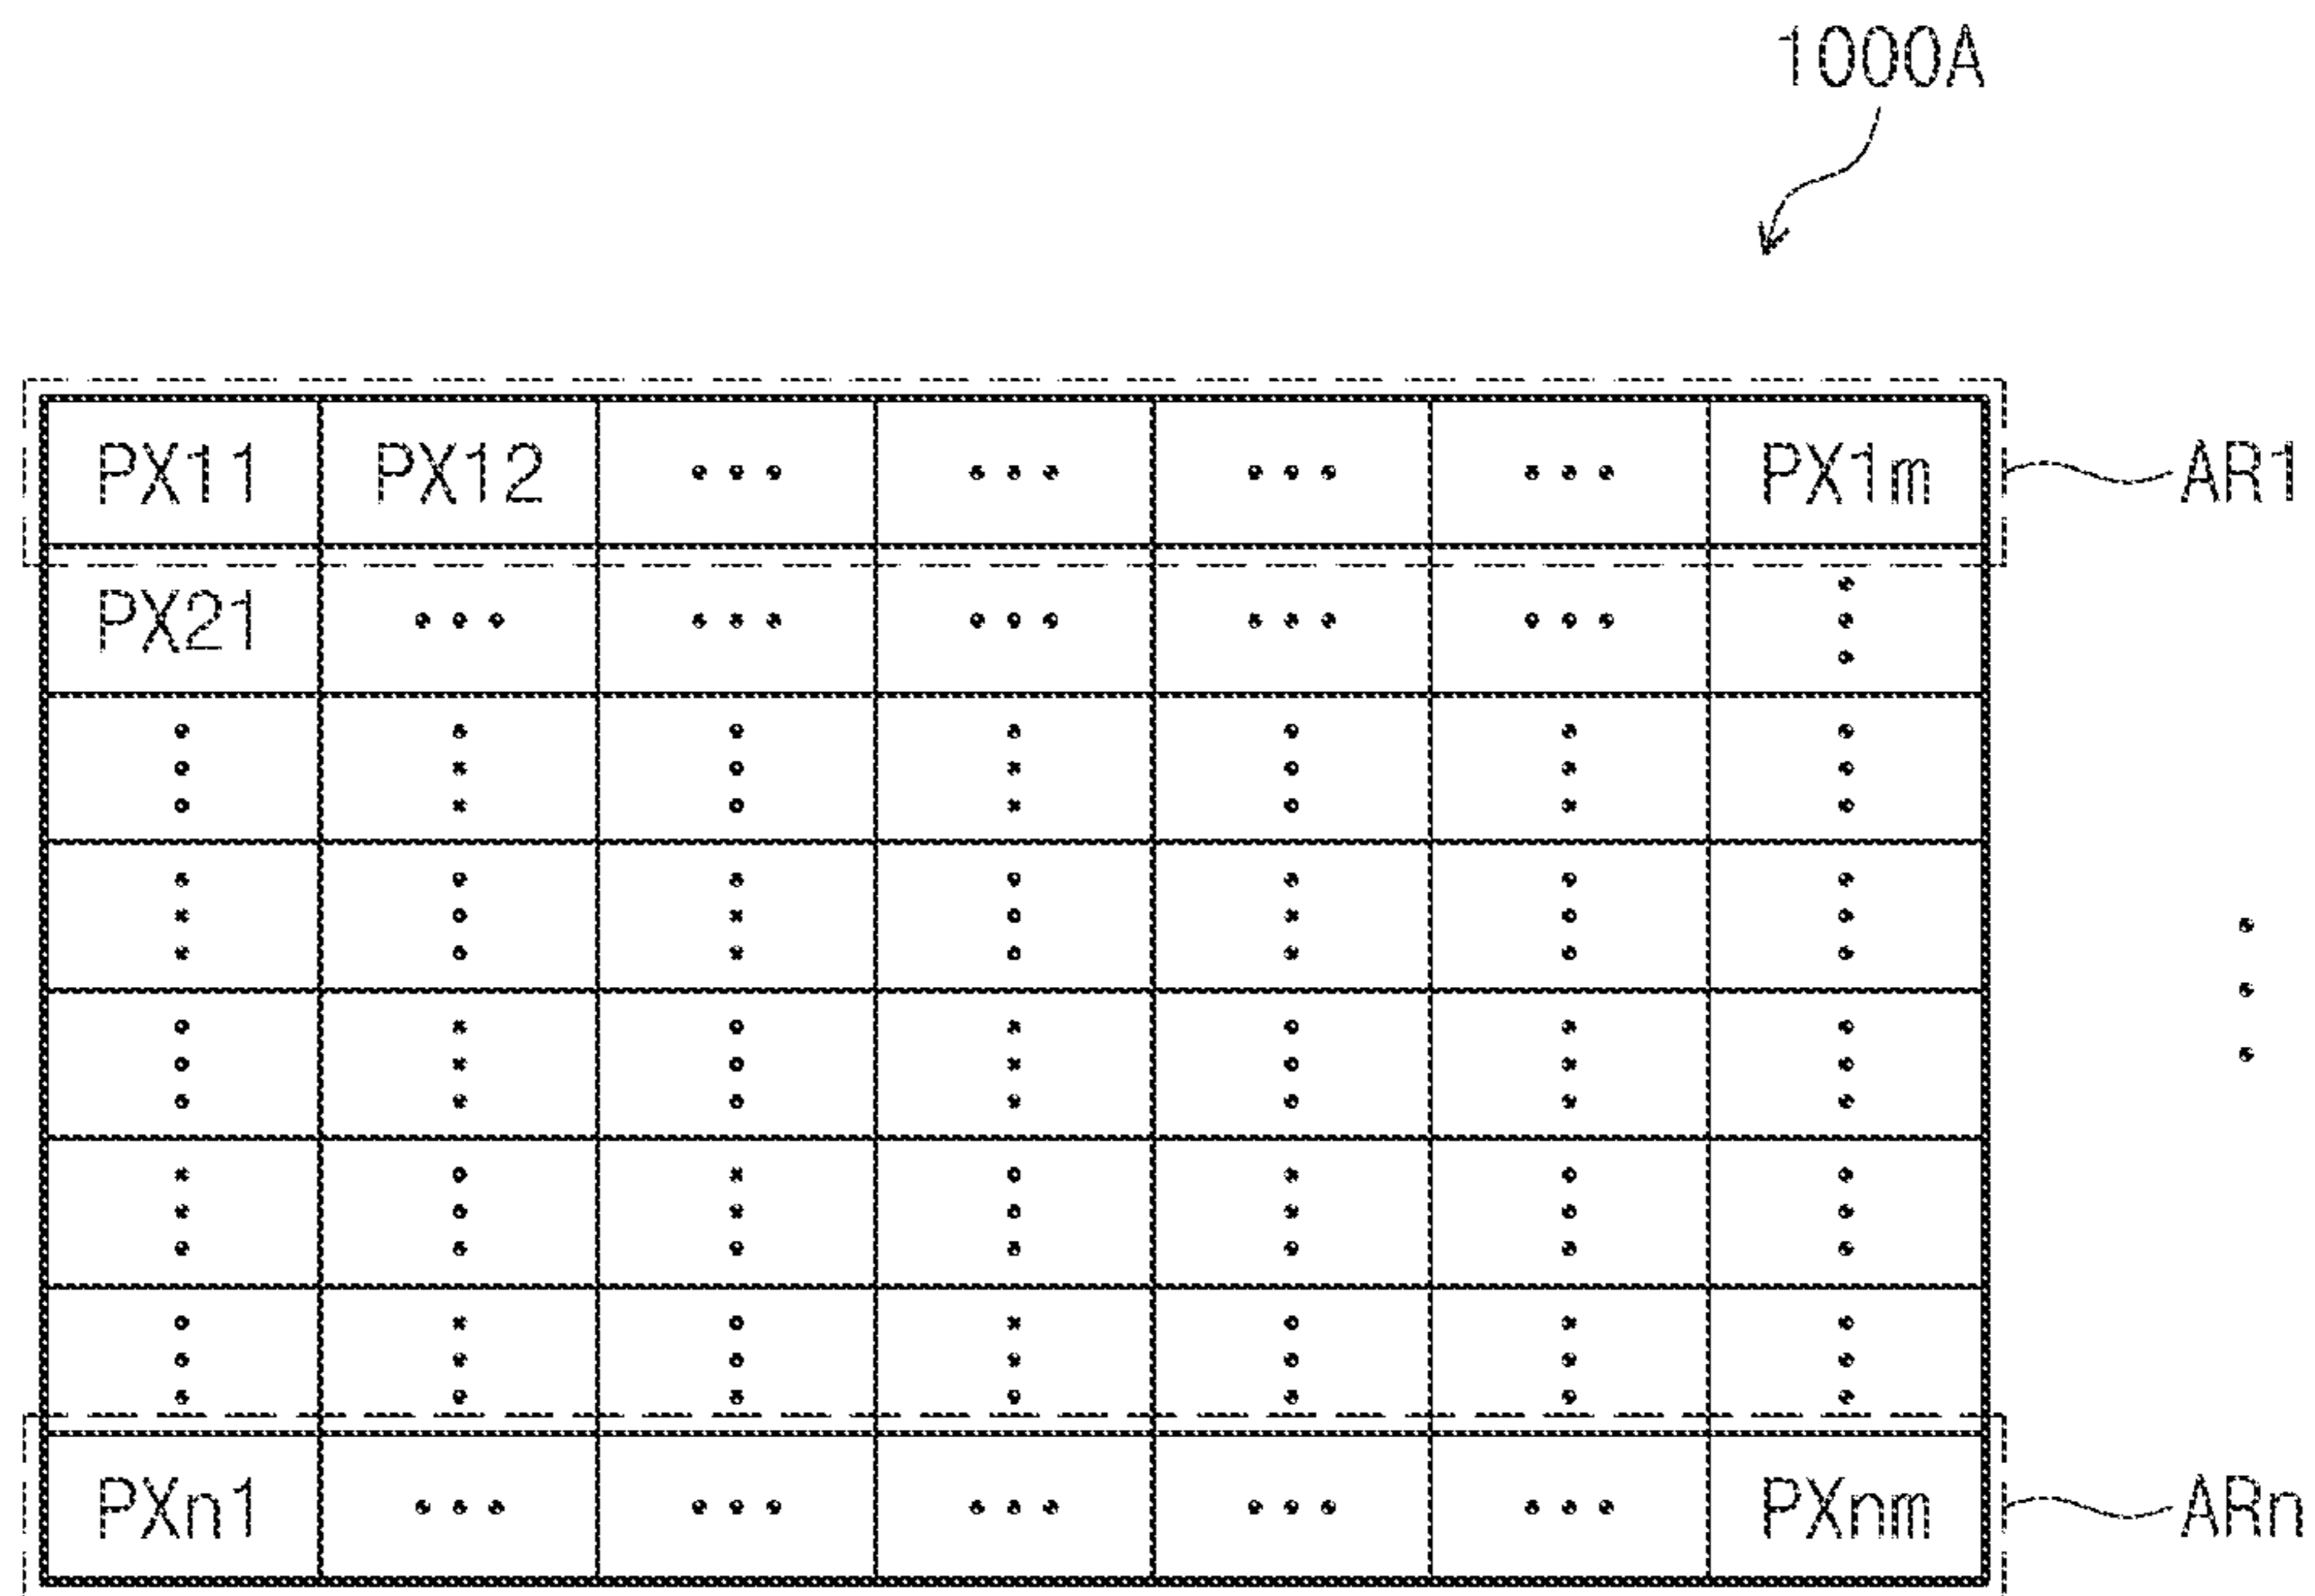 1000A
PX11 PX12 ... ... ... ... PX1m AR1
PX21 ... ... ... ... ...
PXn1 ... ... ... ... ... PXnm ARn